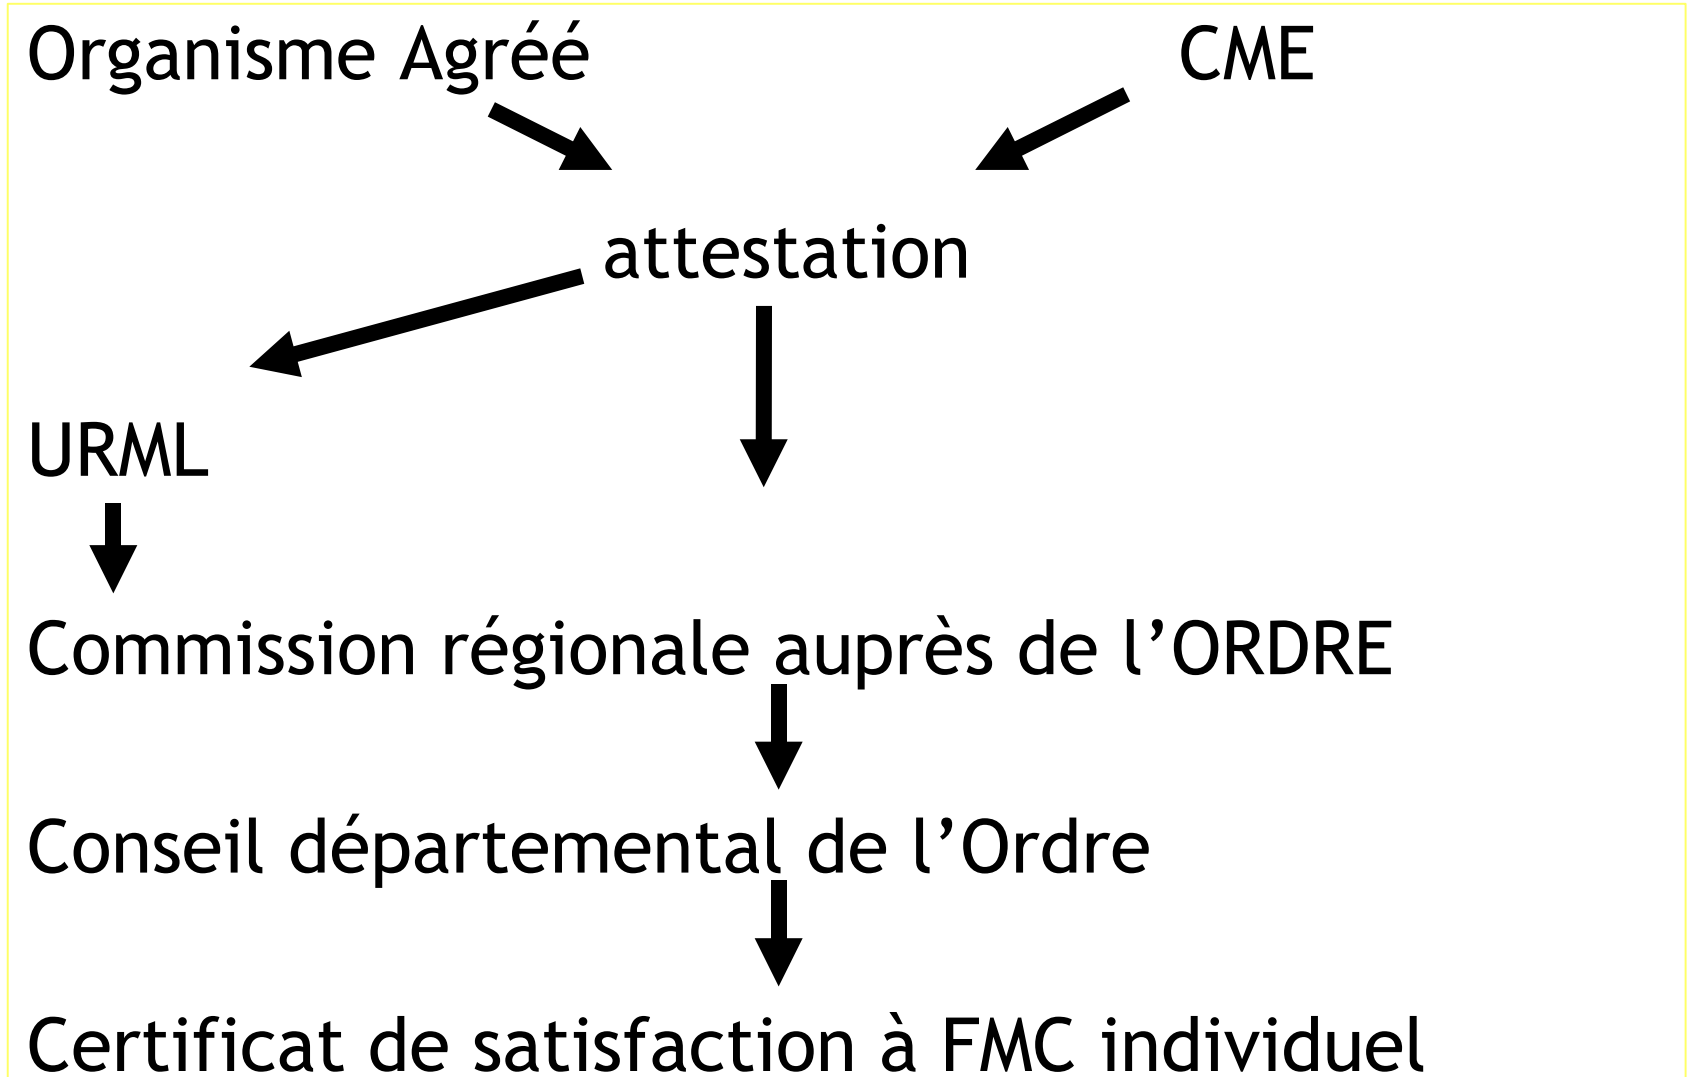 Organisme Agréé CME
attestation
URML
Commission régionale auprès de l’ORDRE
Conseil départemental de l’Ordre
Certificat de satisfaction à FMC individuel